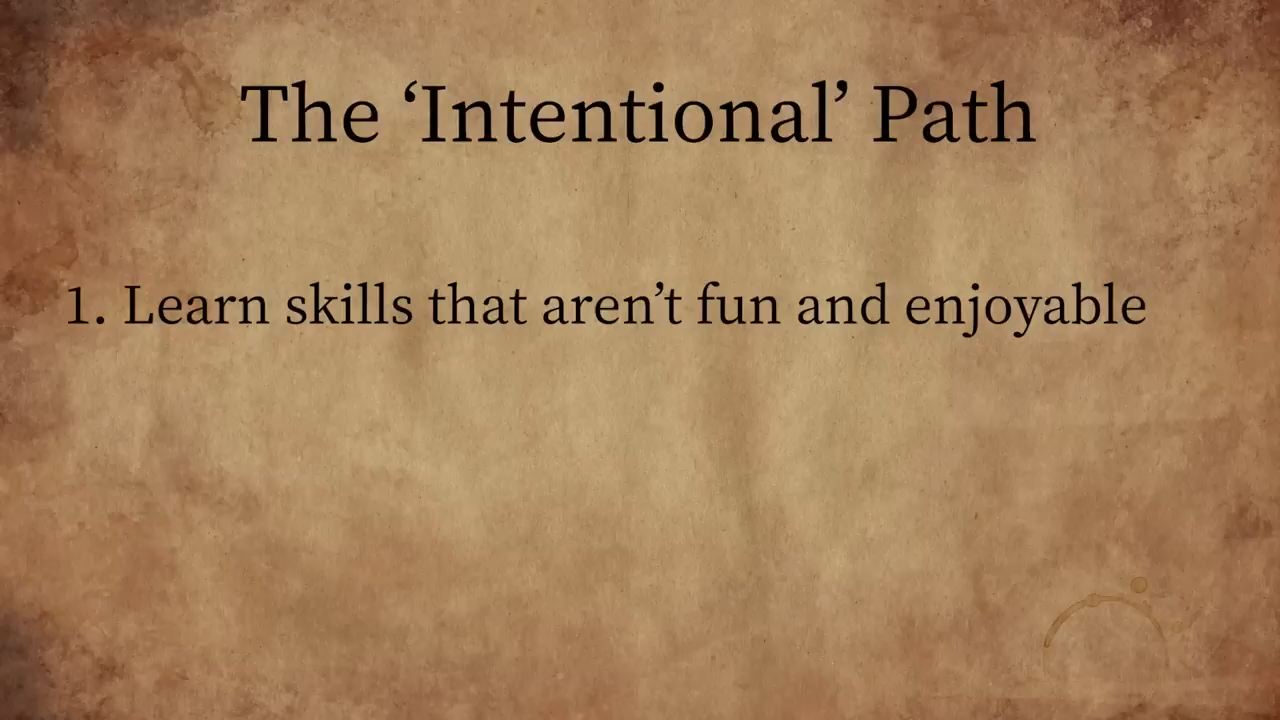 The ‘Intentional’ Path
1. Learn skills that aren’t fun and enjoyable